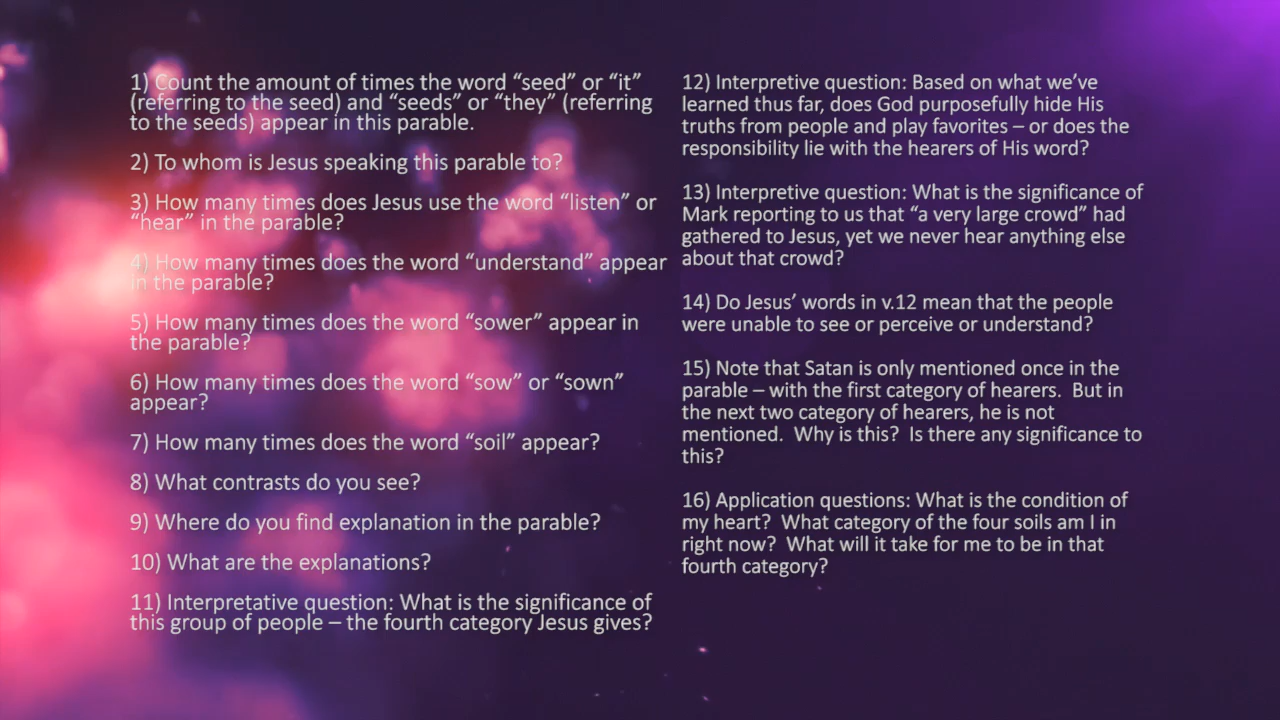 1) Count the amount of times the word “seed” or “it”
(referring to the seed) and “seeds” or “they” (referring
to the seeds) appear in this parable.
2) To whom is Jesus speaking this parable to?
3) How many times does Jesus use the word “listen” or
“hear” in the parable?
4) How many times does the word “understand” appear
in the parable?
5) How many times does the word “sower” appear in
the parable?
6) How many times does the word “sow” or “sown”
appear?
7) How many times does the word “soil” appear?
8) What contrasts do you see?
9) Where do you find explanation in the parable?
10) What are the explanations?
11) Interpretative question: What is the significance of
this group of people – the fourth category Jesus gives?
12) Interpretive question: Based on what we’ve
learned thus far, does God purposefully hide His
truths from people and play favorites – or does the
responsibility lie with the hearers of His word?
13) Interpretive question: What is the significance of
Mark reporting to us that “a very large crowd” had
gathered to Jesus, yet we never hear anything else
about that crowd?
14) Do Jesus’ words in v.12 mean that the people
were unable to see or perceive or understand?
15) Note that Satan is only mentioned once in the
parable – with the first category of hearers.  But in
the next two category of hearers, he is not
mentioned.  Why is this?  Is there any significance to
this?
16) Application questions: What is the condition of
my heart?  What category of the four soils am I in
right now?  What will it take for me to be in that
fourth category?